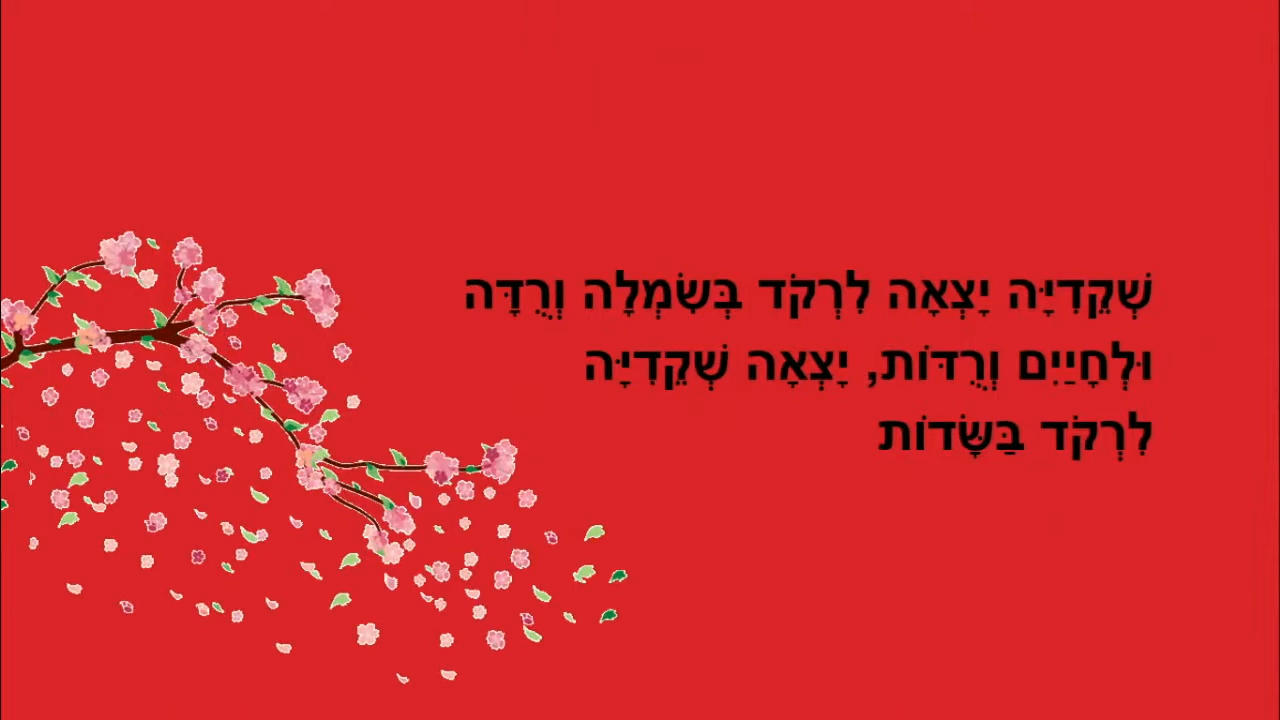 שְׁקֵדִיָּה יָצְאָה לִרְקֹד בְּשִׂמְלָה וְרֻדָּה
וּלְחָיַיִם וְרֻדּוֹת, יָצְאָה שְׁקֵדִיָּה
לִרְקֹד בַּשָּׂדוֹת